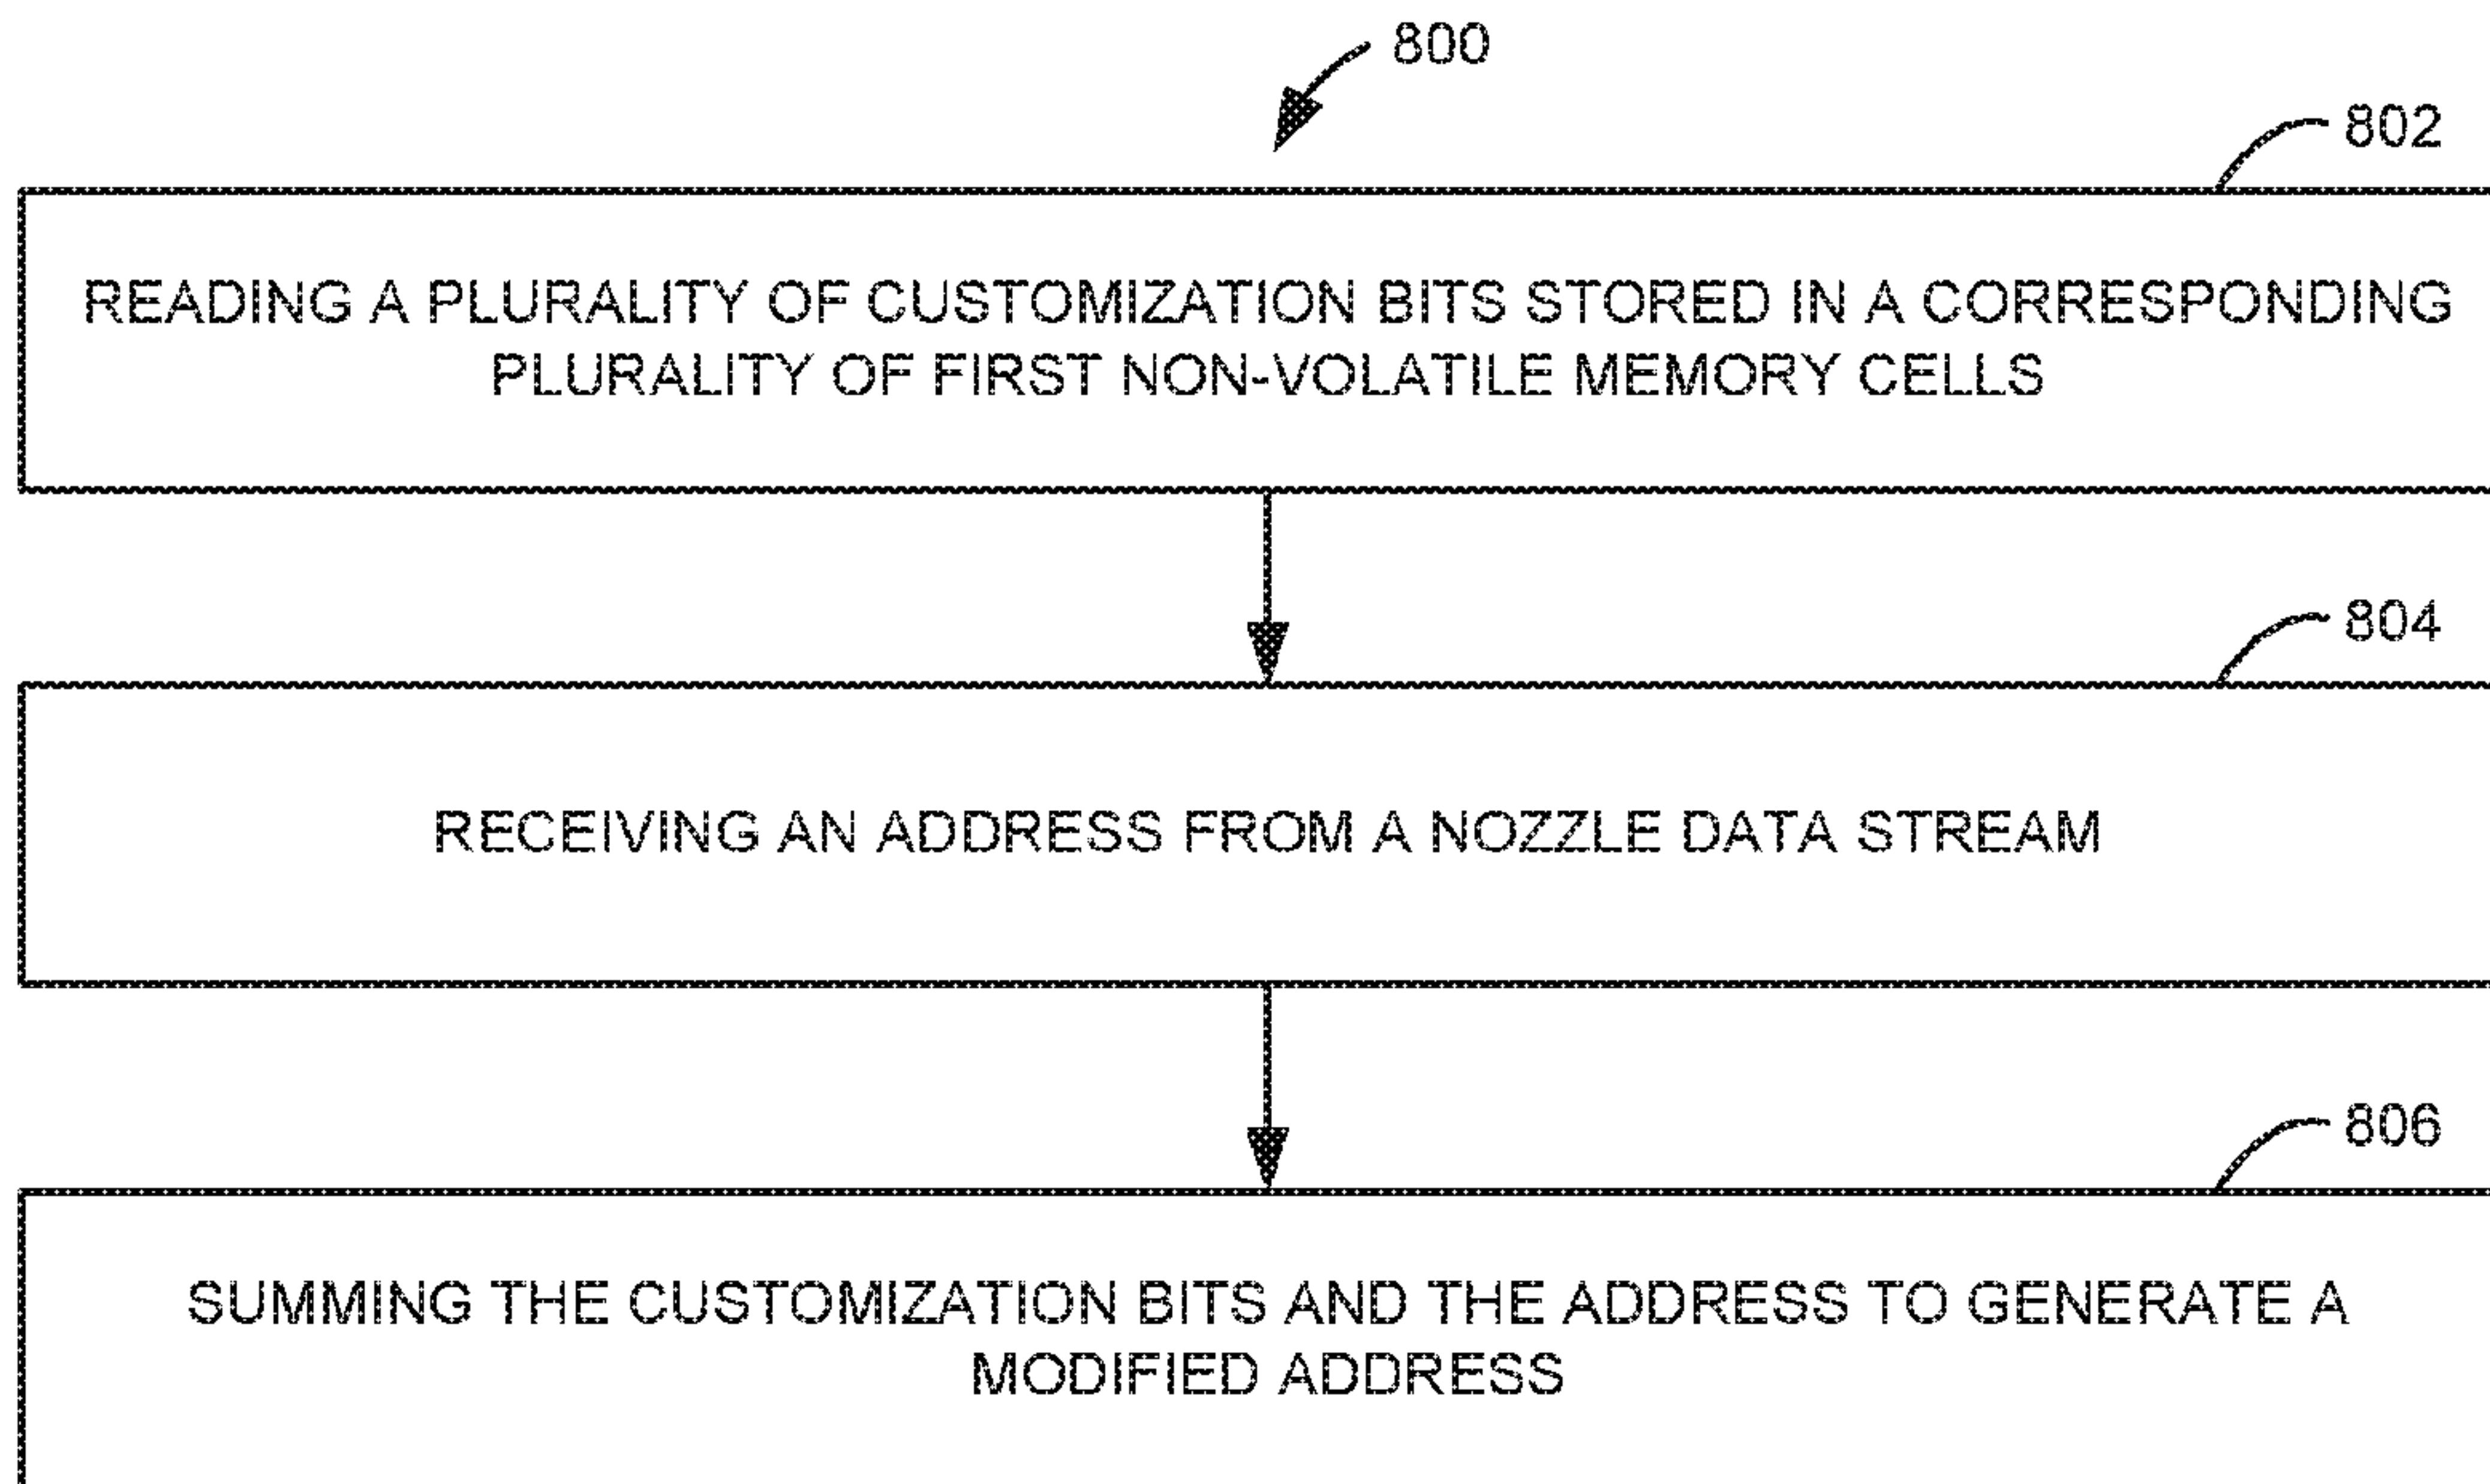 800
802
READING A PLURALITY OF CUSTOMIZATION BITS STORED IN A CORRESPONDING
PLURALITY OF FIRST NON-VOLATILE MEMORY CELLS
804
RECEIVING AN ADDRESS FROM A NOZZLE DATA STREAM
806
SUMMING THE CUSTOMIZATION BITS AND THE ADDRESS TO GENERATE A
MODIFIED ADDRESS